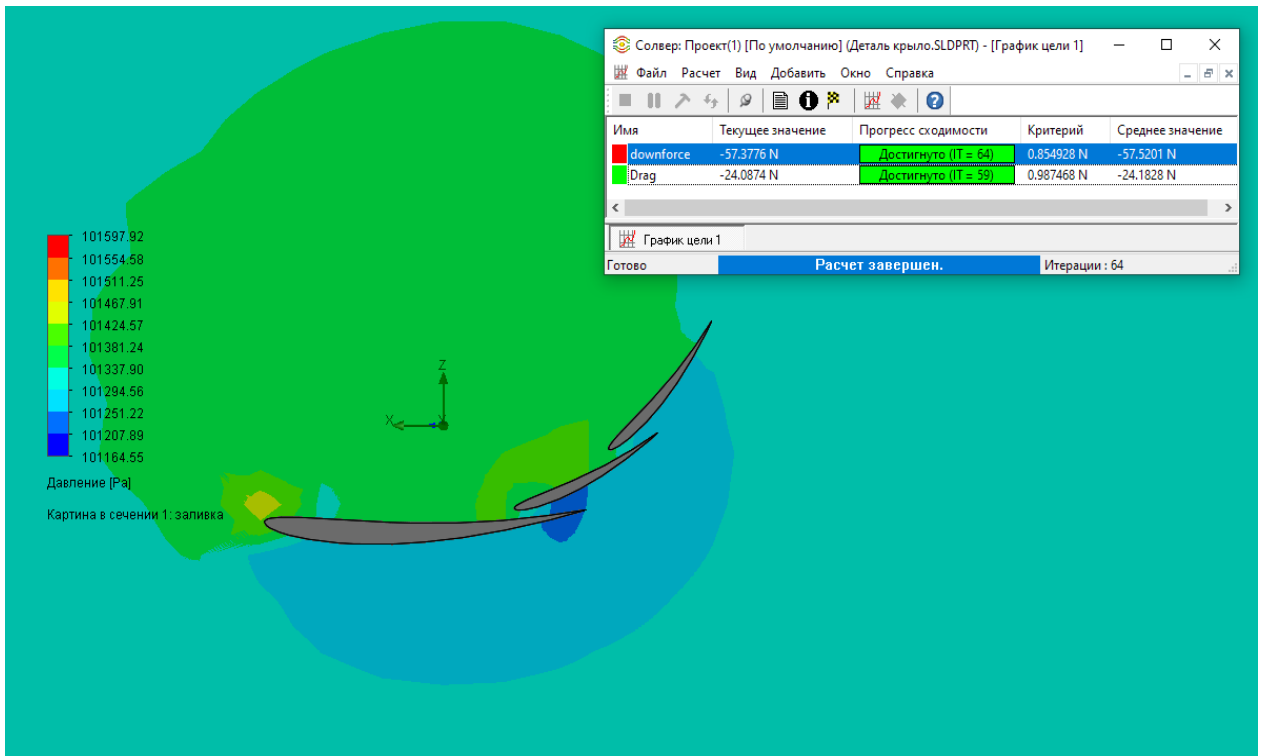 Солвер: Проект(1) [По умолчанию] (Деталь крыло.SLDPRT) - [График цели 1]
Файл Расчет Вид Добавить Окно Справка
Имя Текущее значение Прогресс сходимости Критерий Среднее значение
downforce -57.3776 N Достигнуто (IT = 64) 0.854928 N -57.5201 N
Drag -24.0874 N Достигнуто (IT = 59) 0.987468 N -24.1828 N
График цели 1
Готово Расчет завершен. Итерации : 64
101597.92
101554.58
101511.25
101467.91
101424.57
101381.24
101337.90
101294.56
101251.22
101207.89
101164.55
Давление [Pa]
Картина в сечении 1: заливка
Z
X
Y